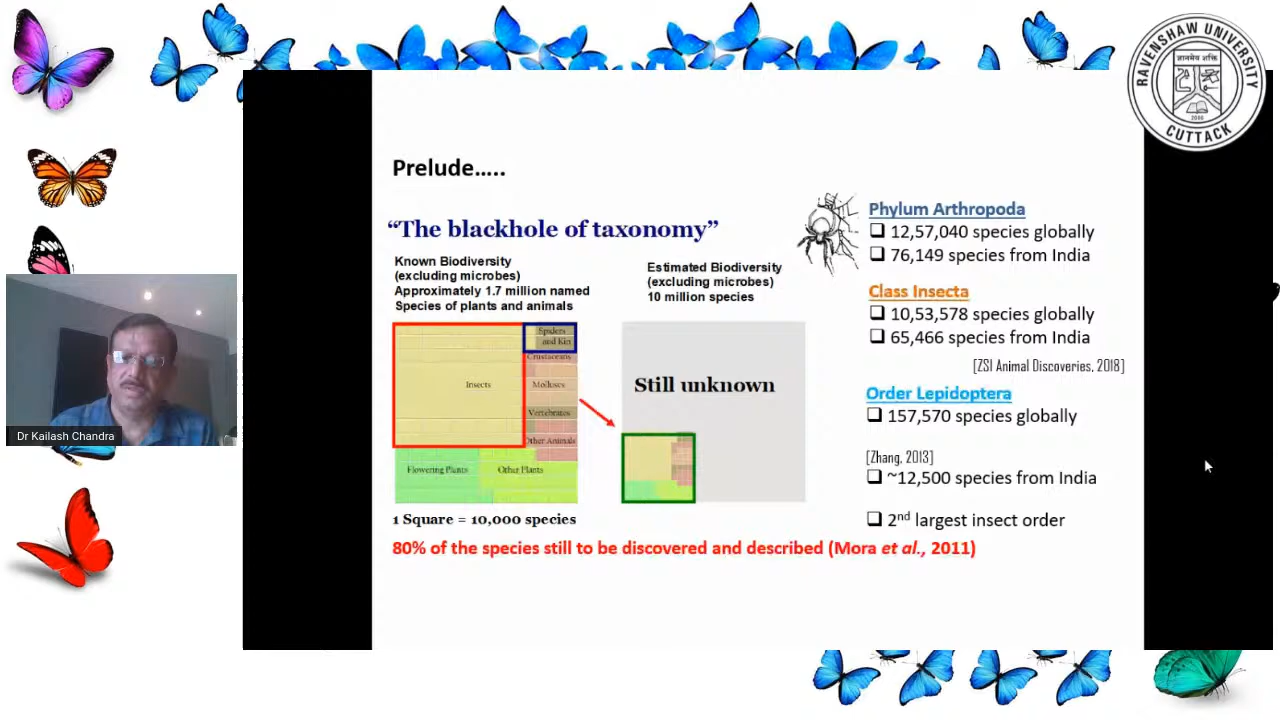 RAVENSHAW UNIVERSITY
ज्ञानमेव शक्ति
2006
CUTTACK
Prelude.....
“The blackhole of taxonomy”
Known Biodiversity
(excluding microbes)
Approximately 1.7 million named
Species of plants and animals
Insects
Spiders
and Kin
Crustaceans
Molluscs
Vertebrates
Other Animals
Flowering Plants
Other Plants
1 Square = 10,000 species
Estimated Biodiversity
(excluding microbes)
10 million species
Still unknown
80% of the species still to be discovered and described (Mora et al., 2011)
Phylum Arthropoda
12,57,040 species globally
76,149 species from India
Class Insecta
10,53,578 species globally
65,466 species from India
[ZSI Animal Discoveries, 2018]
Order Lepidoptera
157,570 species globally
[Zhang, 2013]
~12,500 species from India
2nd largest insect order
Dr Kailash Chandra